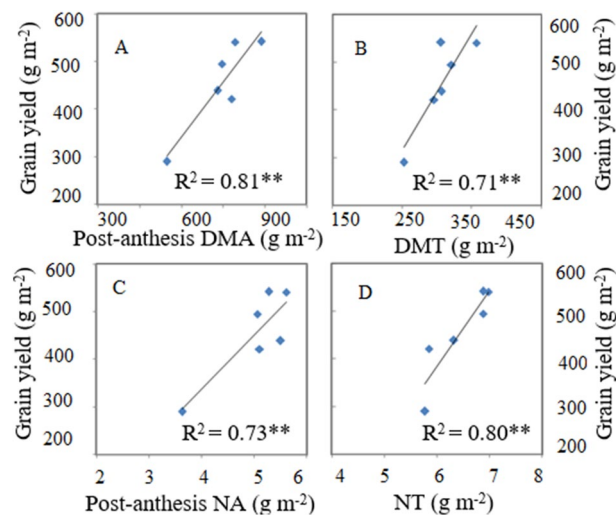 600
500
400
300
200
Grain yield (g m-2)
A
R² = 0.81**
300 500 700 900
Post-anthesis DMA (g m-2)
B
R² = 0.71**
150 250 350 450
DMT (g m-2)
600
500
400
300
200
Grain yield (g m-2)
600
500
400
300
200
Grain yield (g m-2)
C
R² = 0.73**
2 3 4 5 6
Post-anthesis NA (g m-2)
D
R² = 0.80**
4 5 6 7 8
NT (g m-2)
600
500
400
300
200
Grain yield (g m-2)